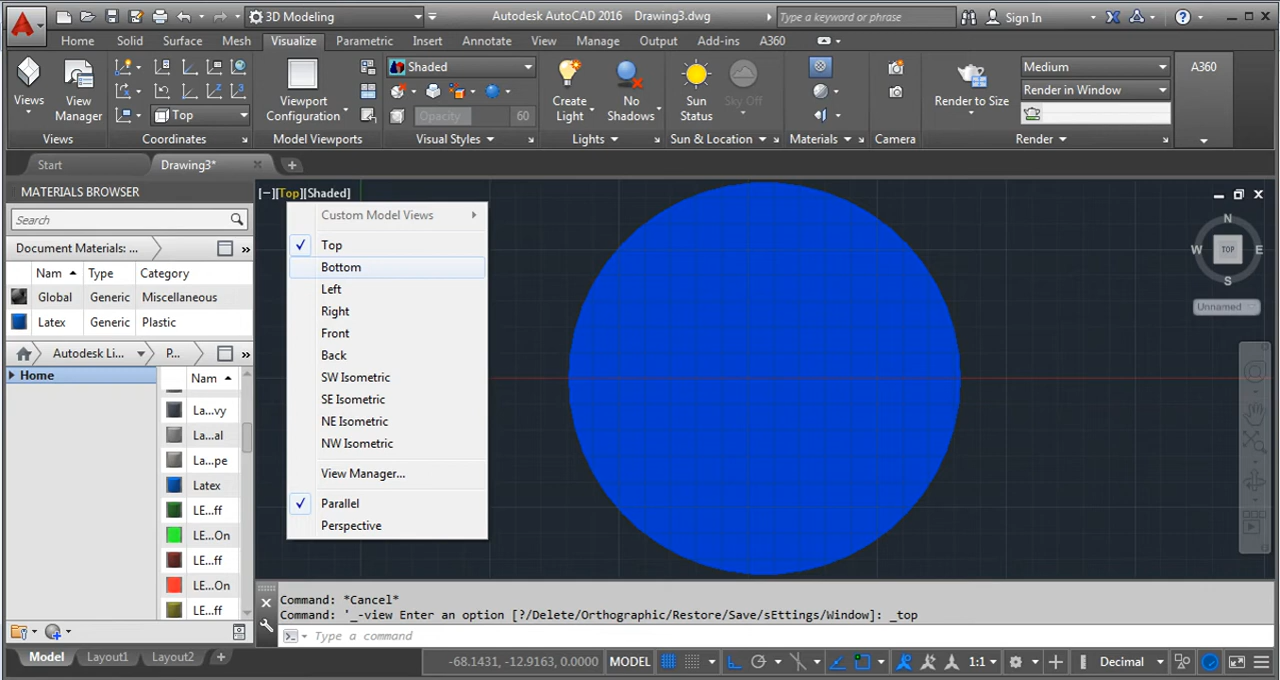 3D Modeling
Autodesk AutoCAD 2016 Drawing3.dwg
Type a keyword or phrase
Sign In
Home Solid Surface Mesh Visualize Parametric Insert Annotate View Manage Output Add-ins A360
Views
View Manager
Top
Viewport Configuration
Shaded
Opacity 60
Create Light
No Shadows
Sun Status
Sky Off
Render to Size
Medium
Render in Window
A360
Views Coordinates Model Viewports Visual Styles Lights Sun & Location Materials Camera Render
Start Drawing3*
MATERIALS BROWSER
Search
Document Materials: ...
Nam Type Category
Global Generic Miscellaneous
Latex Generic Plastic
Autodesk Li... P...
Home
Nam
La...vy
La...al
La...pe
Latex
LE...ff
LE...On
LE...ff
LE...On
LE...ff
[−][Top][Shaded]
Custom Model Views
Top
Bottom
Left
Right
Front
Back
SW Isometric
SE Isometric
NE Isometric
NW Isometric
View Manager...
Parallel
Perspective
N
W TOP E
S
Unnamed
Command: *Cancel*
Command: '_-view Enter an option [?/Delete/Orthographic/Restore/Save/sEttings/Window]: _top
Type a command
Model Layout1 Layout2 +
-68.1431, -12.9163, 0.0000 MODEL 1:1 Decimal